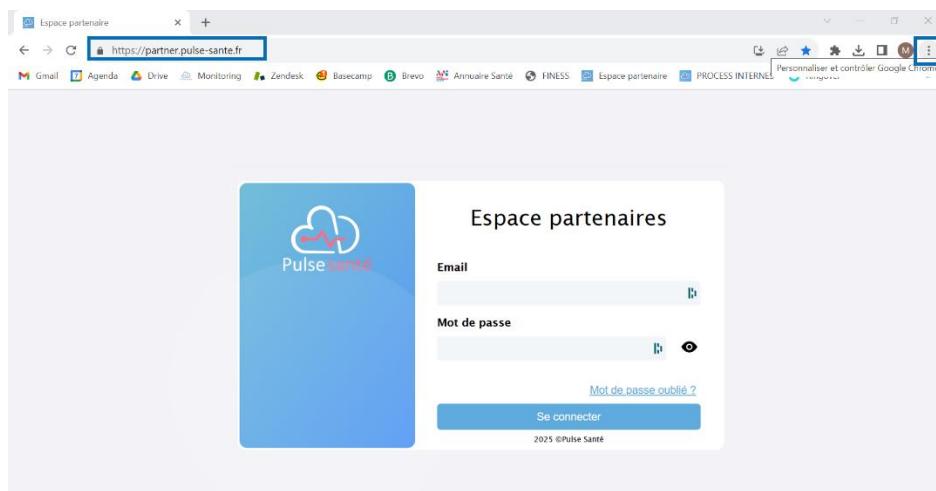 Espace partenaire
https://partner.pulse-sante.fr
M
Gmail Agenda Drive Monitoring Zendesk Basecamp Brevo Annuaire Santé FINESS Espace partenaire PROCESS INTERNES
Personnaliser et contrôler Google Chrome
Pulse santé
Espace partenaires
Email
Mot de passe
Mot de passe oublié ?
Se connecter
2025 ©Pulse Santé